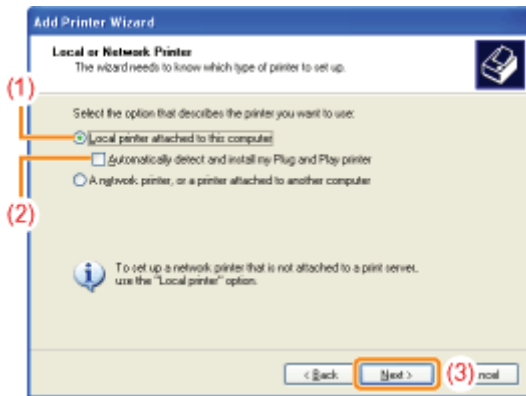 Add Printer Wizard
Local or Network Printer
The wizard needs to know which type of printer to set up.
(1)
Select the option that describes the printer you want to use:
Local printer attached to this computer
Automatically detect and install my Plug and Play printer
(2)
A network printer, or a printer attached to another computer
To set up a network printer that is not attached to a print server,
use the "Local printer" option.
< Back Next > (3) ncel